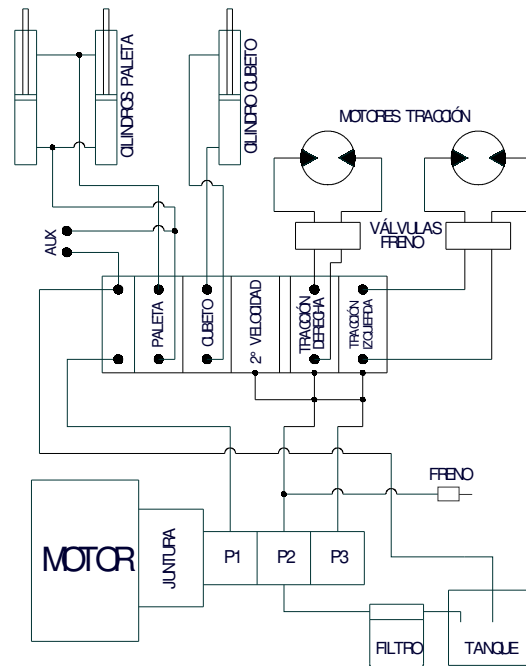 CILINDROS PALETA
CILINDRO CUBETO
MOTORES TRACCIÓN
VÁLVULAS
FRENO
AUX
PALETA
CUBETO
2º VELOCIDAD
TRACCIÓN
DERECHA
TRACCIÓN
IZQUIERDA
FRENO
MOTOR
JUNTURA
P1
P2
P3
FILTRO
TANQUE